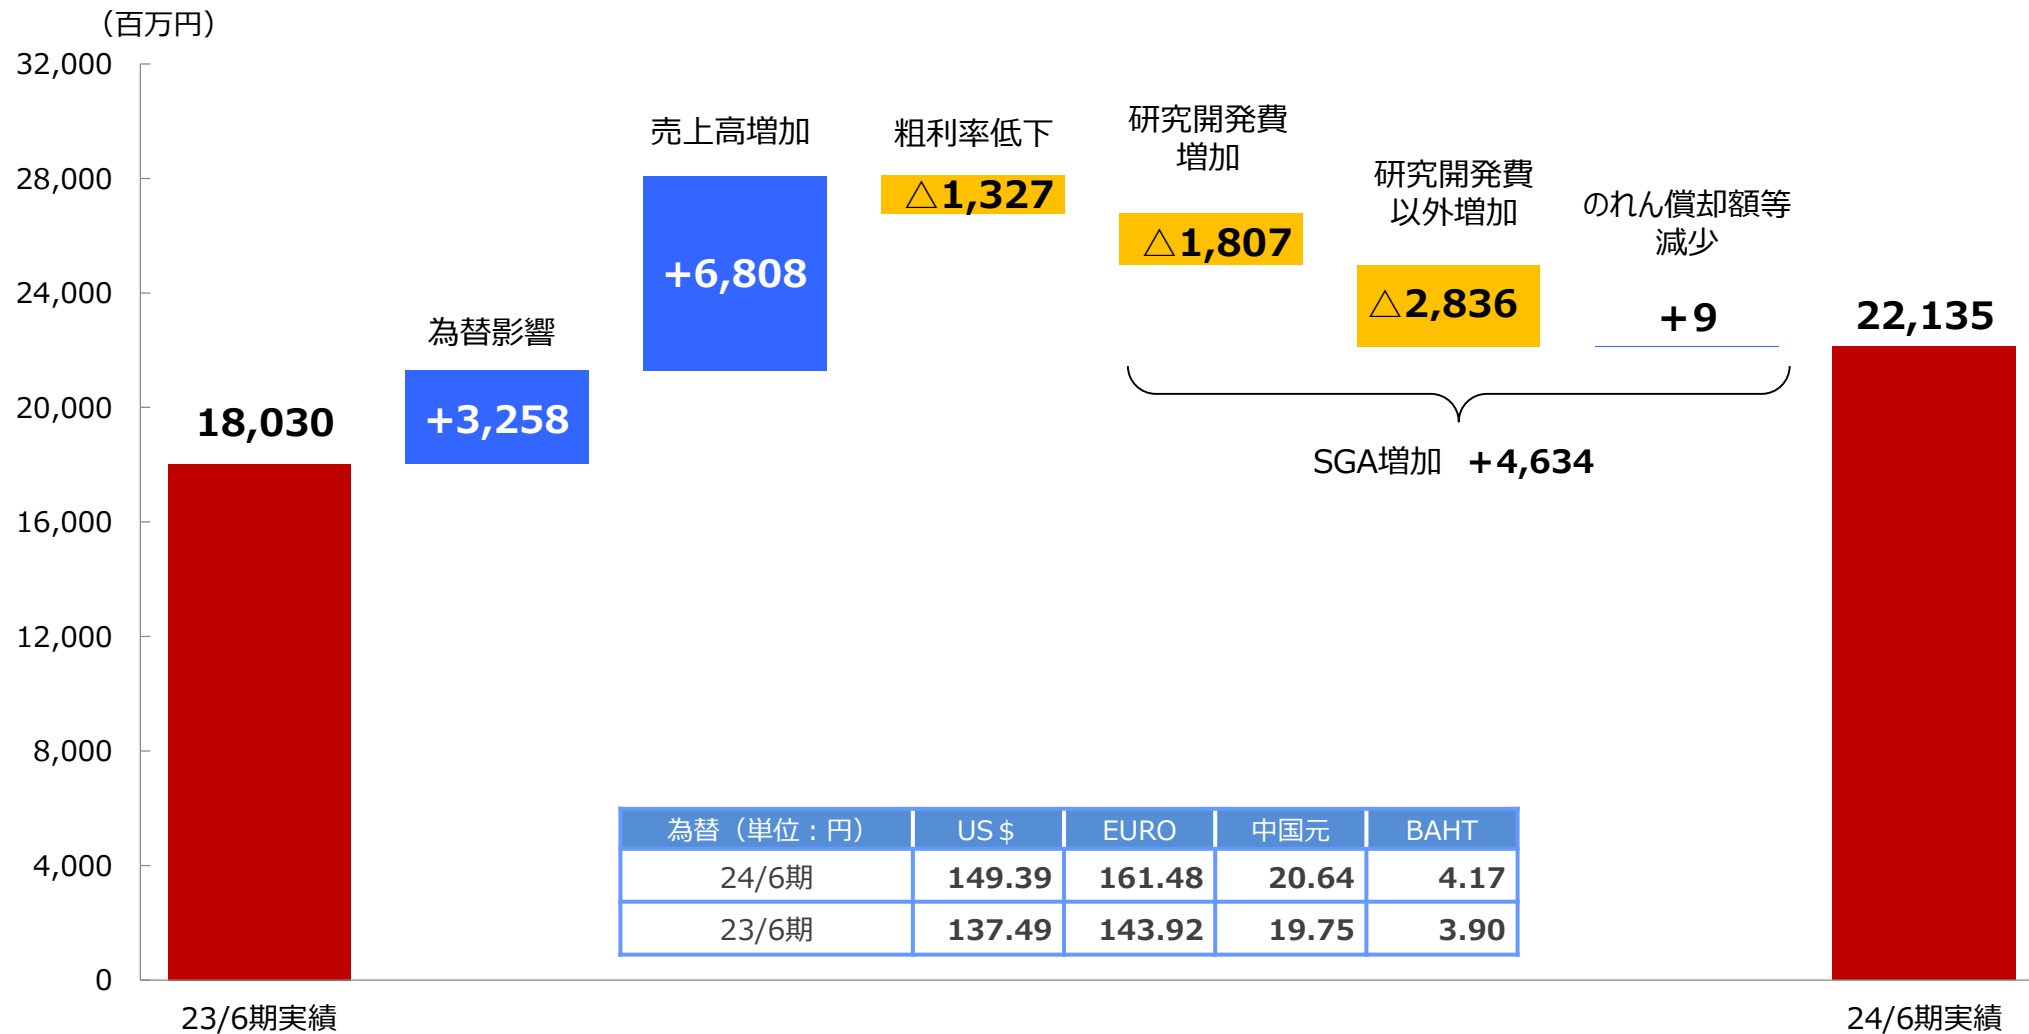 （百万円）
32,000
28,000
24,000
20,000
16,000
12,000
8,000
4,000
0
18,030
23/6期実績
為替影響
+3,258
売上高増加
+6,808
粗利率低下
△1,327
研究開発費
増加
△1,807
研究開発費
以外増加
△2,836
のれん償却額等
減少
+9
SGA増加 +4,634
22,135
24/6期実績
為替（単位：円） US＄ EURO 中国元 BAHT
24/6期 149.39 161.48 20.64 4.17
23/6期 137.49 143.92 19.75 3.90